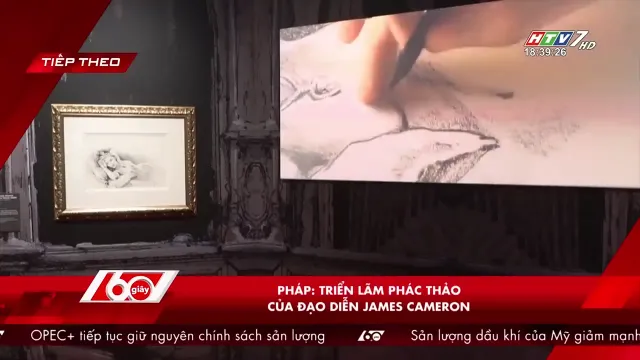 TIẾP THEO
HTV7 HD
18:39:26
60 giây
PHÁP: TRIỂN LÃM PHÁC THẢO
CỦA ĐẠO DIỄN JAMES CAMERON
OPEC+ tiếp tục giữ nguyên chính sách sản lượng
60
Sản lượng dầu khí của Mỹ giảm mạnh